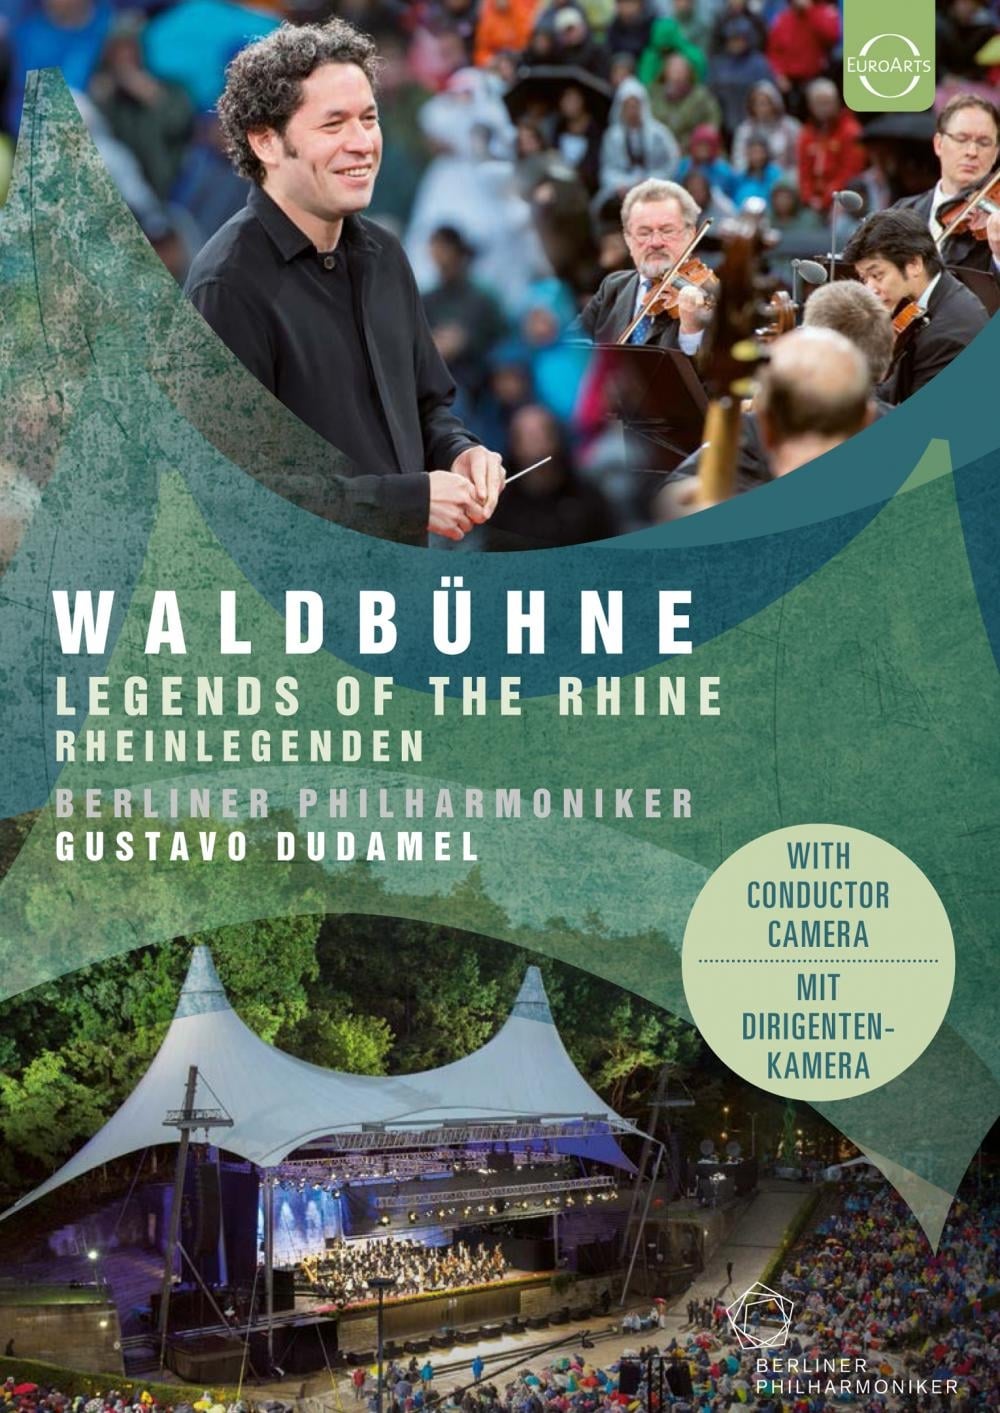 EUROARTS
WALDBÜHNE
LEGENDS OF THE RHINE
RHEINLEGENDEN
BERLINER PHILHARMONIKER
GUSTAVO DUDAMEL
WITH
CONDUCTOR
CAMERA
MIT
DIRIGENTEN-
KAMERA
BERLINER
PHILHARMONIKER